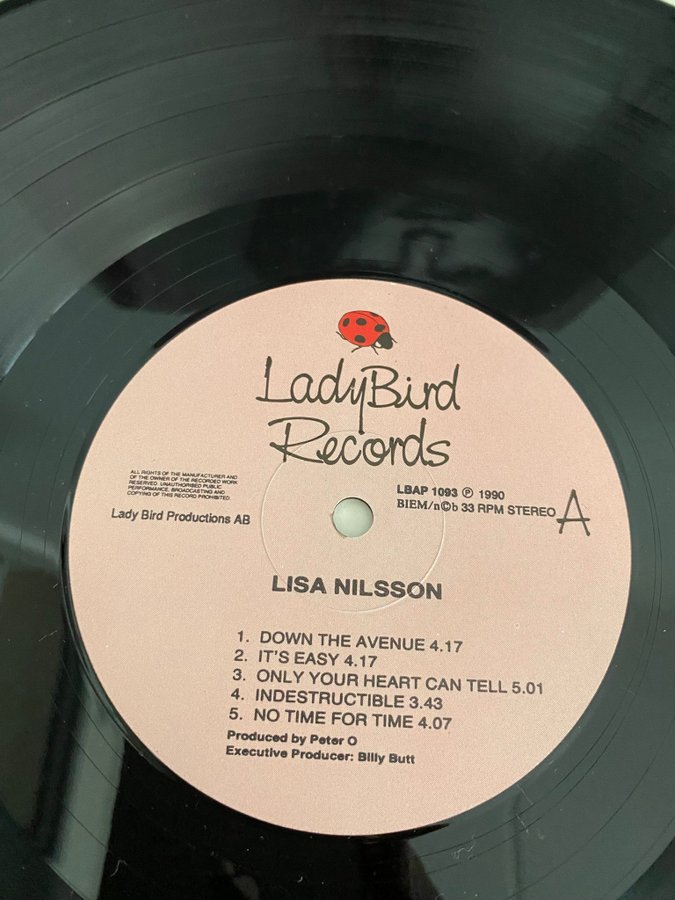 LadyBird
Records
ALL RIGHTS OF THE MANUFACTURER AND
OF THE OWNER OF THE RECORDED WORK
RESERVED. UNAUTHORISED PUBLIC
PERFORMANCE, BROADCASTING AND
COPYING OF THIS RECORD PROHIBITED
Lady Bird Productions AB
LBAP 1093 ℗ 1990
BIEM/n©b 33 RPM STEREO A
LISA NILSSON
1. DOWN THE AVENUE 4.17
2. IT'S EASY 4.17
3. ONLY YOUR HEART CAN TELL 5.01
4. INDESTRUCTIBLE 3.43
5. NO TIME FOR TIME 4.07
Produced by Peter O
Executive Producer: Billy Butt